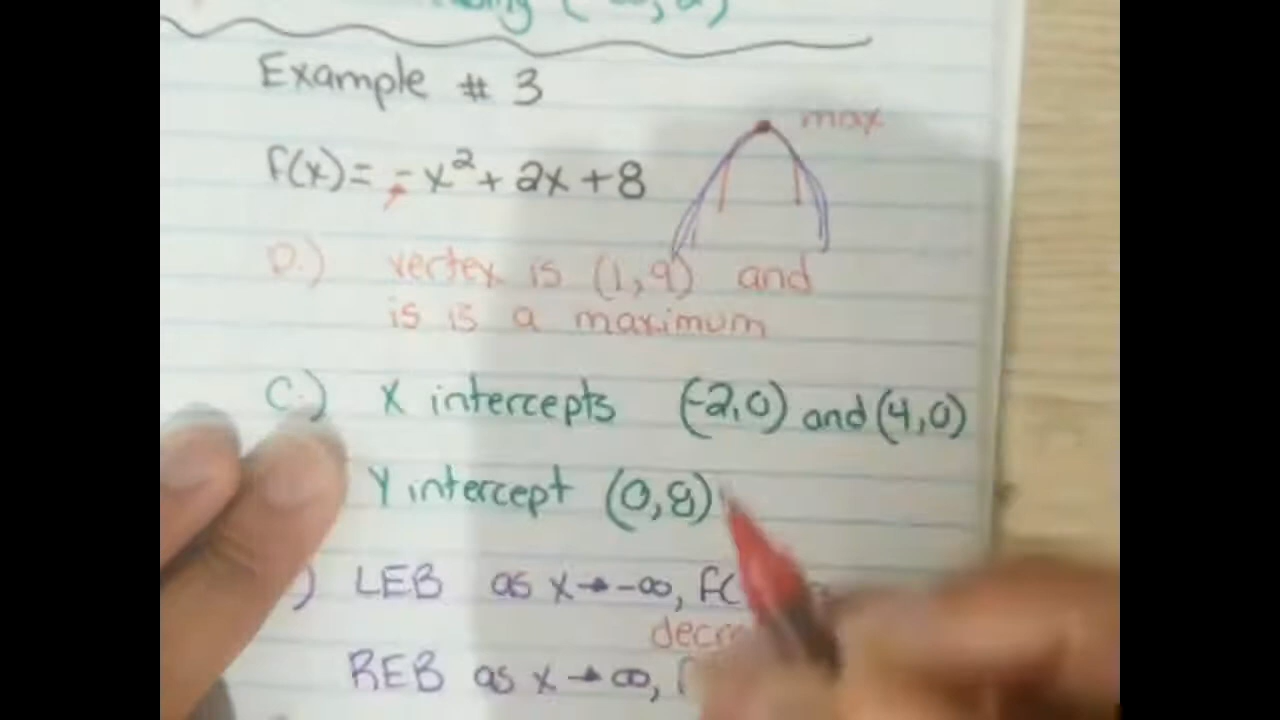 Example # 3
max
f(x) = -x² + 2x + 8
D.) vertex is (1,9) and
is is a maximum
C.) X intercepts (-2,0) and (4,0)
Y intercept (0,8)
) LEB as x → -∞, f(
REB as x → ∞,